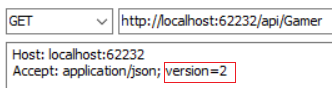 GET http://localhost:62232/api/Gamer
Host: localhost:62232
Accept: application/json; version=2